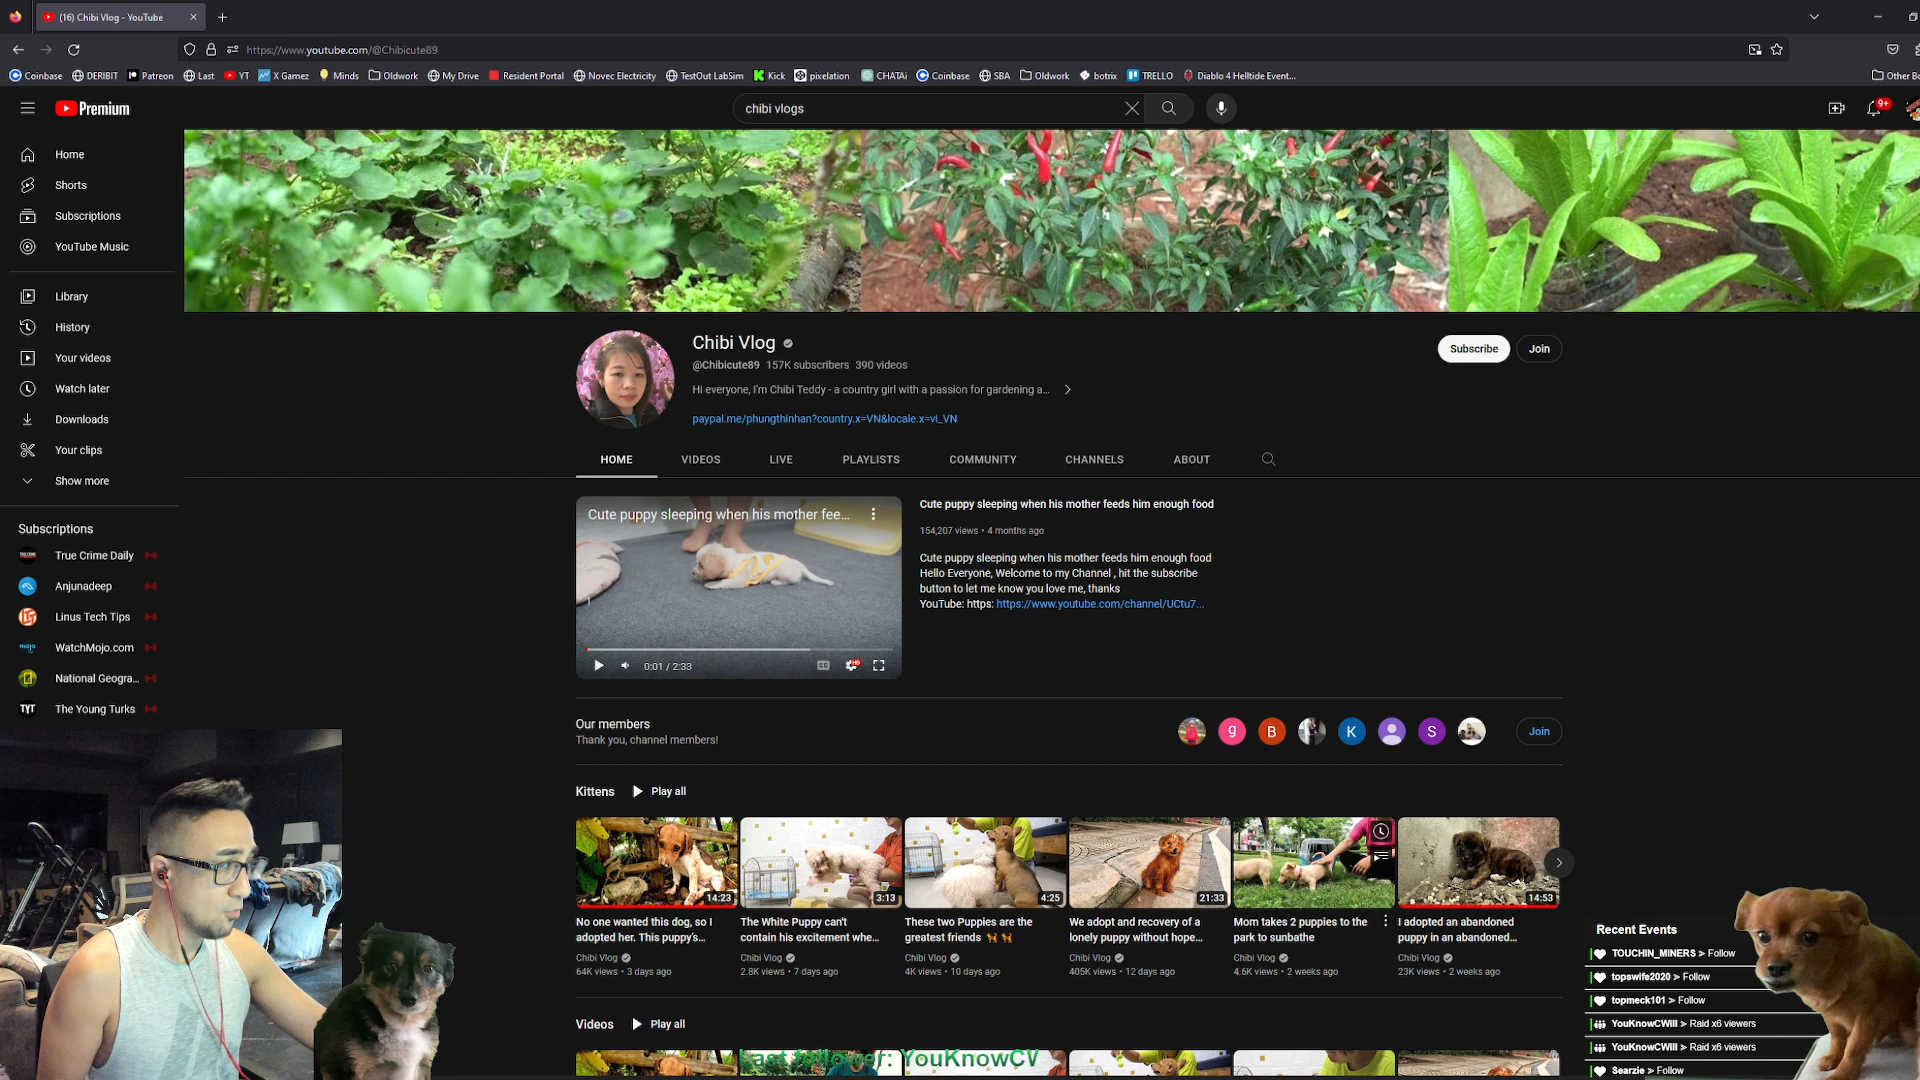 (16) Chibi Vlog - YouTube
https://www.youtube.com/@Chibicute89
Coinbase DERIBIT Patreon Last YT X Gamez Minds Oldwork My Drive Resident Portal Novec Electricity TestOut LabSim Kick pixelation CHATAi Coinbase SBA Oldwork botrix TRELLO Diablo 4 Helltide Event... Other Bo
Premium
chibi vlogs
9+
Home
Shorts
Subscriptions
YouTube Music
Library
History
Your videos
Watch later
Downloads
Your clips
Show more
Subscriptions
True Crime Daily
Anjunadeep
Linus Tech Tips
WatchMojo.com
National Geogra...
TYT The Young Turks
Chibi Vlog
@Chibicute89 157K subscribers 390 videos
Hi everyone, I'm Chibi Teddy - a country girl with a passion for gardening a...
paypal.me/phungthinhan?country.x=VN&locale.x=vi_VN
Subscribe Join
HOME VIDEOS LIVE PLAYLISTS COMMUNITY CHANNELS ABOUT
Cute puppy sleeping when his mother fee...
0:01 / 2:33
HD
Cute puppy sleeping when his mother feeds him enough food
154,207 views • 4 months ago
Cute puppy sleeping when his mother feeds him enough food
Hello Everyone, Welcome to my Channel , hit the subscribe
button to let me know you love me, thanks
YouTube: https: https://www.youtube.com/channel/UCtu7...
Our members
Thank you, channel members!
g B K S
Join
Kittens Play all
14:23 3:13 4:25 21:33 14:53
No one wanted this dog, so I
adopted her. This puppy's...
Chibi Vlog
64K views • 3 days ago
The White Puppy can't
contain his excitement whe...
Chibi Vlog
2.8K views • 7 days ago
These two Puppies are the
greatest friends
Chibi Vlog
4K views • 10 days ago
We adopt and recovery of a
lonely puppy without hope...
Chibi Vlog
405K views • 12 days ago
Mom takes 2 puppies to the
park to sunbathe
Chibi Vlog
4.6K views • 2 weeks ago
I adopted an abandoned
puppy in an abandoned...
Chibi Vlog
23K views • 2 weeks ago
Videos Play all
Last follower: YouKnowCV
Recent Events
TOUCHIN_MINERS > Follow
topswife2020 > Follow
topmeck101 > Follow
YouKnowCWill > Raid x6 viewers
YouKnowCWill > Raid x6 viewers
Searzie > Follow